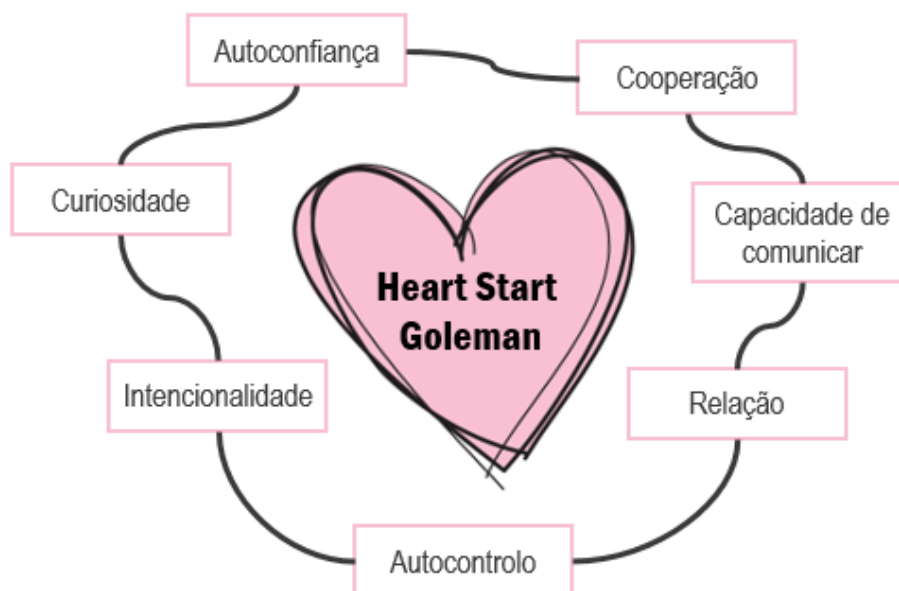 Autoconfiança
Cooperação
Curiosidade
Capacidade de
comunicar
Heart Start
Goleman
Intencionalidade
Relação
Autocontrolo